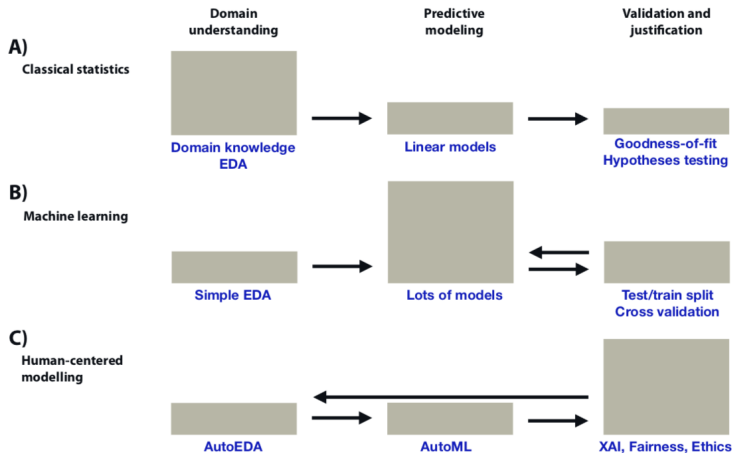 Domain
understanding
Predictive
modeling
Validation and
justification
A)
Classical statistics
Domain knowledge
EDA
Linear models
Goodness-of-fit
Hypotheses testing
B)
Machine learning
Simple EDA
Lots of models
Test/train split
Cross validation
C)
Human-centered
modelling
AutoEDA
AutoML
XAI, Fairness, Ethics